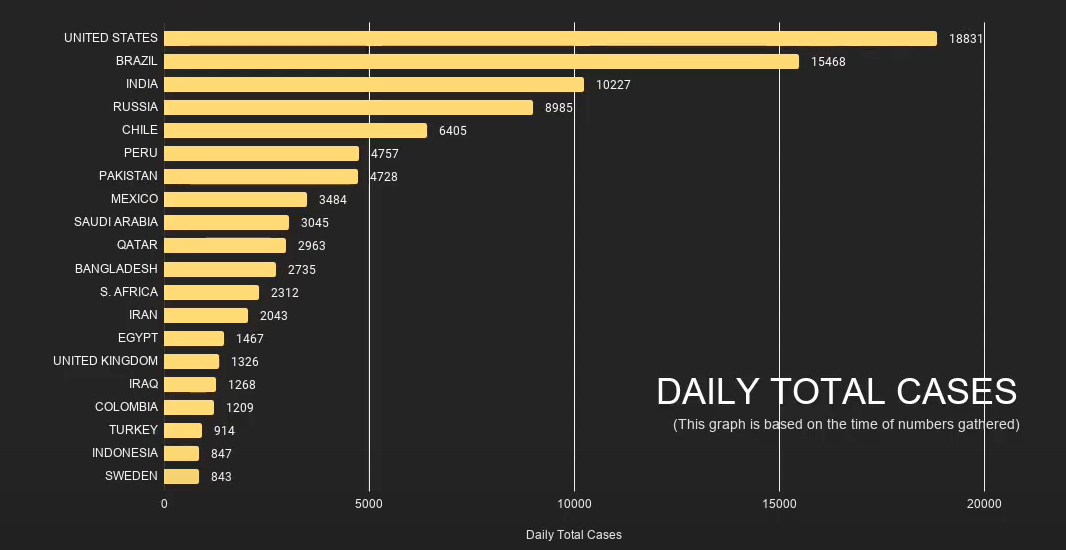 UNITED STATES 18831
BRAZIL 15468
INDIA 10227
RUSSIA 8985
CHILE 6405
PERU 4757
PAKISTAN 4728
MEXICO 3484
SAUDI ARABIA 3045
QATAR 2963
BANGLADESH 2735
S. AFRICA 2312
IRAN 2043
EGYPT 1467
UNITED KINGDOM 1326
IRAQ 1268
COLOMBIA 1209
TURKEY 914
INDONESIA 847
SWEDEN 843
DAILY TOTAL CASES
(This graph is based on the time of numbers gathered)
0 5000 10000 15000 20000
Daily Total Cases